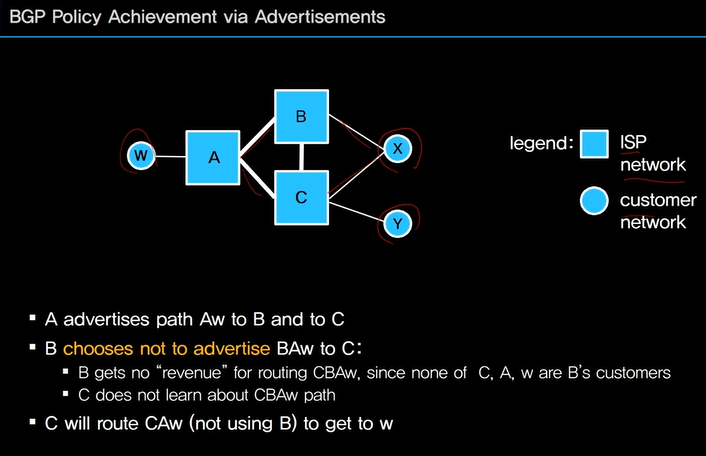 BGP Policy Achievement via Advertisements
B
W
A
X
C
Y
legend:
ISP
network
customer
network
A advertises path Aw to B and to C
B chooses not to advertise BAw to C:
B gets no “revenue” for routing CBAw, since none of C, A, w are B's customers
C does not learn about CBAw path
C will route CAw (not using B) to get to w